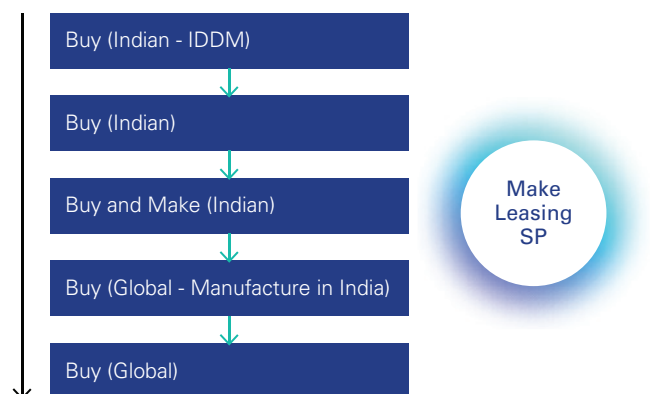 Buy (Indian - IDDM)
Buy (Indian)
Buy and Make (Indian)
Buy (Global - Manufacture in India)
Buy (Global)
Make
Leasing
SP